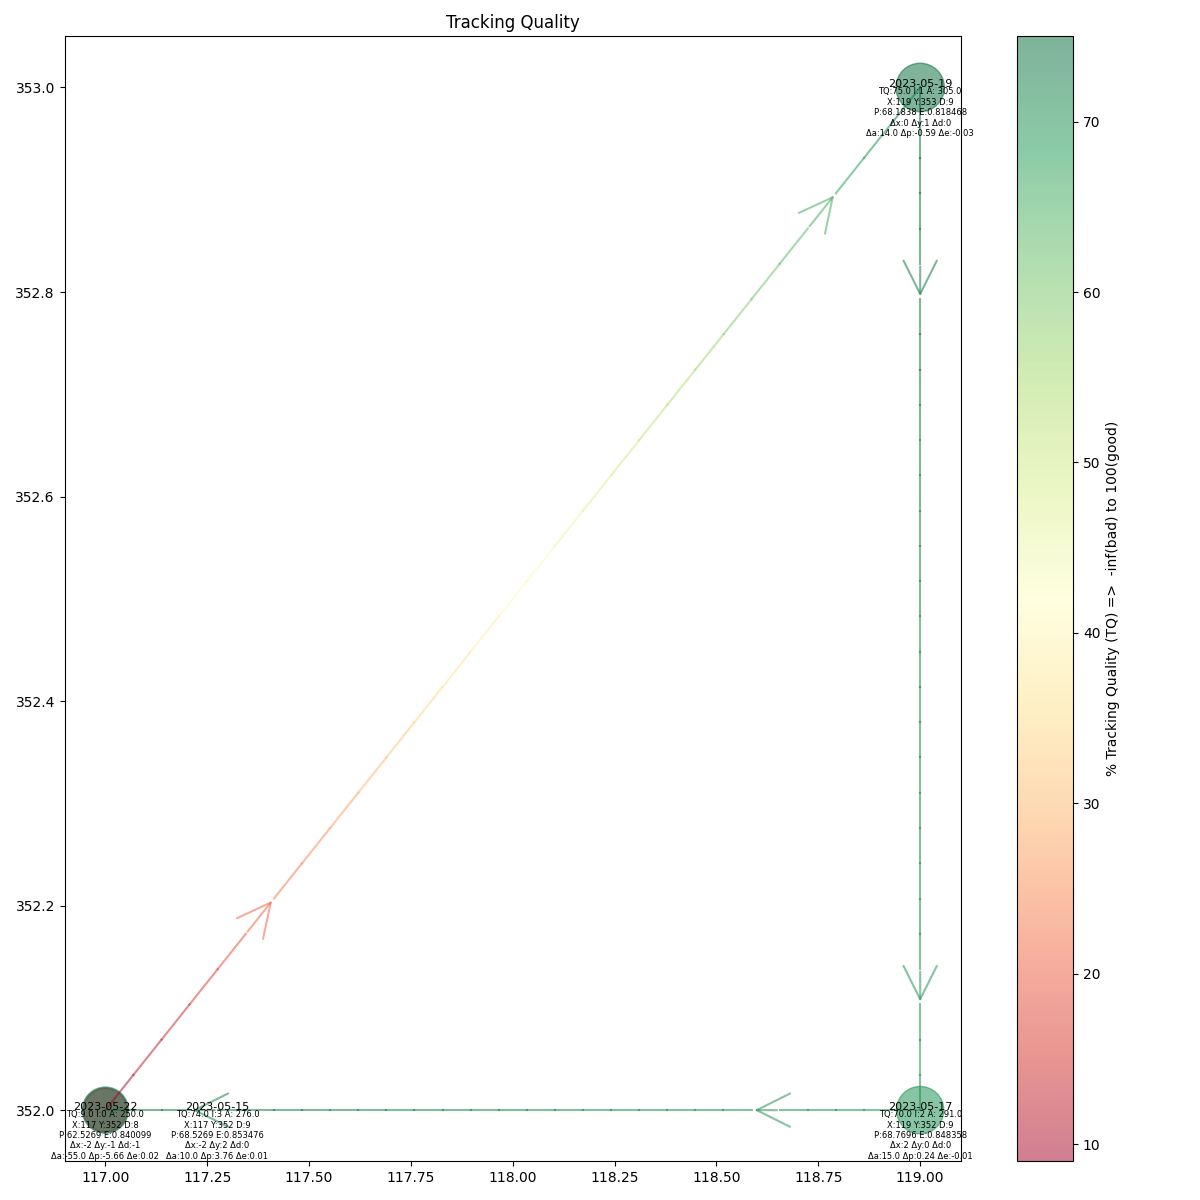 Tracking Quality
353.0
352.8
352.6
352.4
352.2
352.0
117.00
117.25
117.50
117.75
118.00
118.25
118.50
118.75
119.00
2023-05-19
TQ:75.0 I:1 A: 305.0
X:119 Y:353 D:9
P:68.1838 E:0.818468
Δx:0 Δy:1 Δd:0
Δa:14.0 Δp:-0.59 Δe:-0.03
2023-05-22
TQ:9.0 I:0 A: 250.0
X:117 Y:352 D:8
P:62.5269 E:0.840099
Δx:-2 Δy:-1 Δd:-1
Δa:-55.0 Δp:-5.66 Δe:0.02
2023-05-15
TQ:74.0 I:3 A: 276.0
X:117 Y:352 D:9
P:68.5269 E:0.853476
Δx:-2 Δy:2 Δd:0
Δa:10.0 Δp:3.76 Δe:0.01
2023-05-17
TQ:70.0 I:2 A: 291.0
X:119 Y:352 D:9
P:68.7696 E:0.848358
Δx:2 Δy:0 Δd:0
Δa:15.0 Δp:0.24 Δe:-0.01
70
60
50
40
30
20
10
% Tracking Quality (TQ) => -inf(bad) to 100(good)